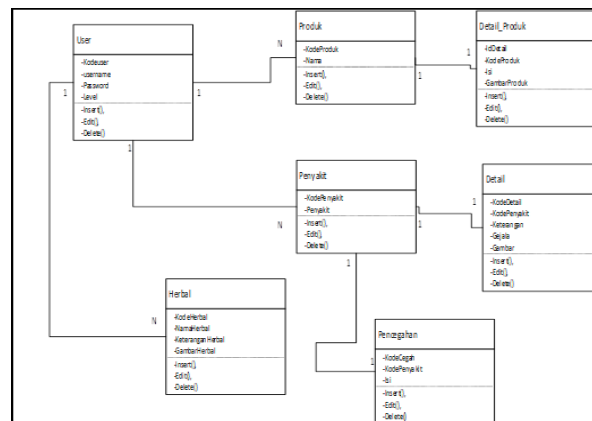 User
-Kodeuser
-username
-Password
-Level
-Insert(),
-Edit(),
-Delete()
1
1
1
N
Produk
-KodeProduk
-Nama
-Insert(),
-Edit(),
-Delete()
1
1
Detail_Produk
-IdDetail
-KodeProduk
-Isi
-GambarProduk
-Insert(),
-Edit(),
-Delete()
N
Penyakit
-KodePenyakit
-Penyakit
-Insert(),
-Edit(),
-Delete()
1
1
1
Detail
-KodeDetail
-KodePenyakit
-Keterangan
-Gejala
-Gambar
-Insert(),
-Edit(),
-Delete()
N
Herbal
-KodeHerbal
-NamaHerbal
-KeteranganHerbal
-GambarHerbal
-Insert(),
-Edit(),
-Delete()
1
Pencegahan
-KodeCegah
-KodePenyakit
-Isi
-Insert(),
-Edit(),
-Delete()